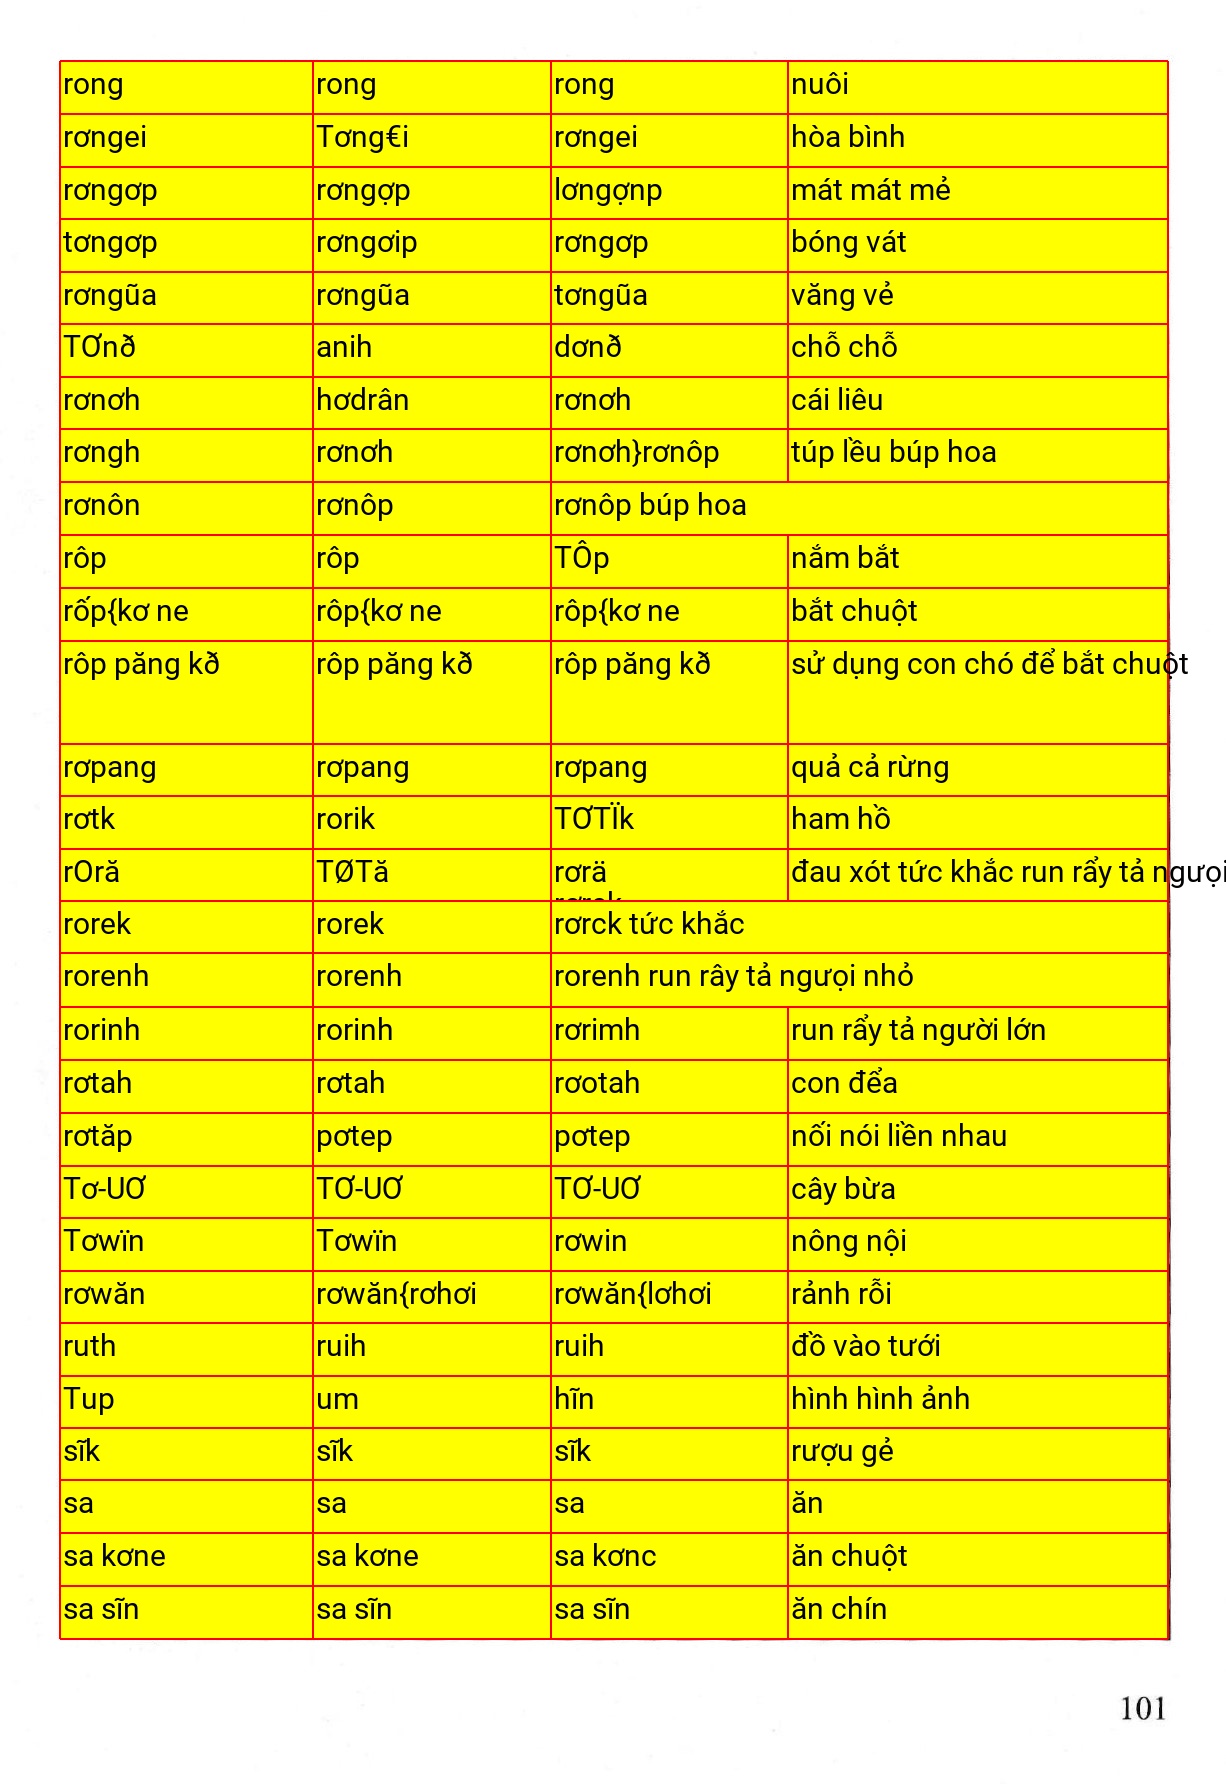 rong rong rong nuôi
rơngei Tơng€i rơngei hòa bình
rơngơp rơngợp lơngợnp mát mát mẻ
tơngơp rơngơip rơngơp bóng vát
rơngũa rơngũa tơngũa văng vẻ
TƠnð anih dơnð chỗ chỗ
rơnơh hơdrân rơnơh cái liêu
rơngh rơnơh rơnơh}rơnôp túp lều búp hoa
rơnôn rơnôp rơnôp búp hoa
rôp rôp TÔp nắm bắt
rốp{kơ ne rôp{kơ ne rôp{kơ ne bắt chuột
rôp păng kð rôp păng kð rôp păng kð sử dụng con chó để bắt chuột
rơpang rơpang rơpang quả cả rừng
rơtk rorik TƠTÏk ham hồ
rOră TØTă rơrä đau xót tức khắc run rẩy tả ngưọi
rorek rorek rơrck tức khắc
rorenh rorenh rorenh run rây tả ngưọi nhỏ
rorinh rorinh rơrimh run rẩy tả người lớn
rơtah rơtah rơotah con đểa
rơtăp pơtep pơtep nối nói liền nhau
Tơ-UƠ TƠ-UƠ TƠ-UƠ cây bừa
Tơwïn Tơwïn rơwin nông nội
rơwăn rơwăn{rơhơi rơwăn{lơhơi rảnh rỗi
ruth ruih ruih đồ vào tưới
Tup um hĩn hình hình ảnh
sĩk sĩk sĩk rượu gẻ
sa sa sa ăn
sa kơne sa kơne sa kơnc ăn chuột
sa sĩn sa sĩn sa sĩn ăn chín
101